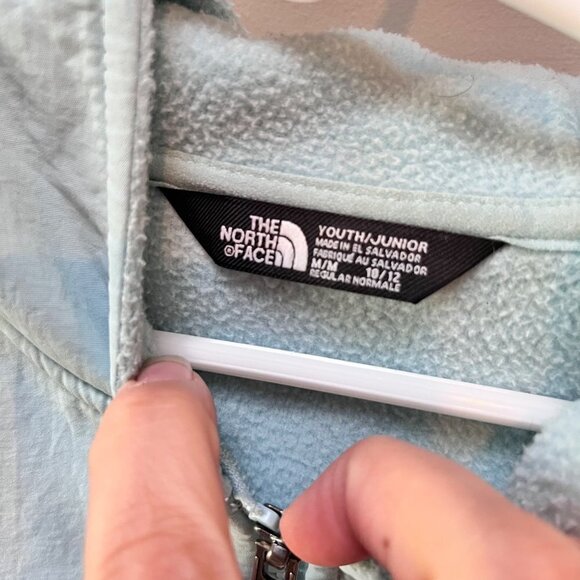 THE
NORTH
FACE
YOUTH/JUNIOR
MADE IN EL SALVADOR
FABRIQUÉ AU SALVADOR
M/M 10/12
REGULAR NORMALE